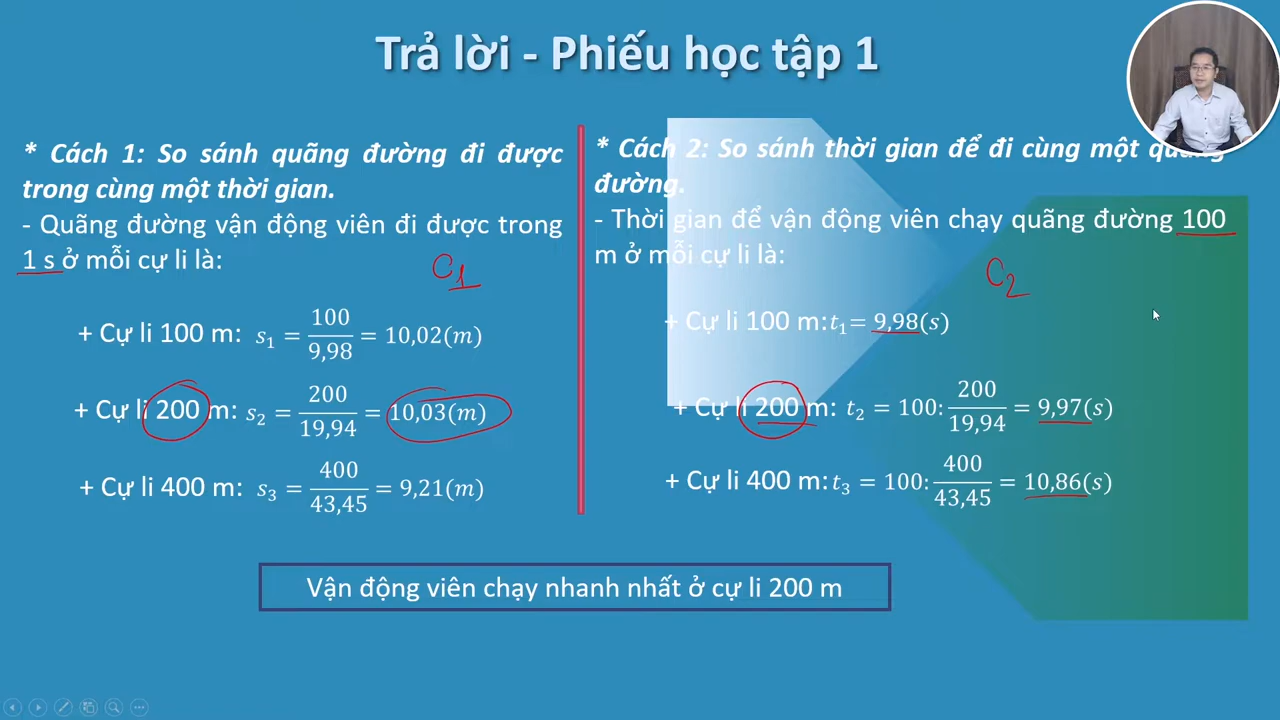 Trả lời - Phiếu học tập 1
* Cách 1: So sánh quãng đường đi được
trong cùng một thời gian.
- Quãng đường vận động viên đi được trong
1 s ở mỗi cự li là:
C1
+ Cự li 100 m: s₁ = 100/9,98 = 10,02(m)
+ Cự li 200 m: s₂ = 200/19,94 = 10,03(m)
+ Cự li 400 m: s₃ = 400/43,45 = 9,21(m)
* Cách 2: So sánh thời gian để đi cùng một quãng
đường.
- Thời gian để vận động viên chạy quãng đường 100
m ở mỗi cự li là:
C2
+ Cự li 100 m: t₁= 9,98(s)
+ Cự li 200 m: t₂ = 100: 200/19,94 = 9,97(s)
+ Cự li 400 m: t₃ = 100: 400/43,45 = 10,86(s)
Vận động viên chạy nhanh nhất ở cự li 200 m